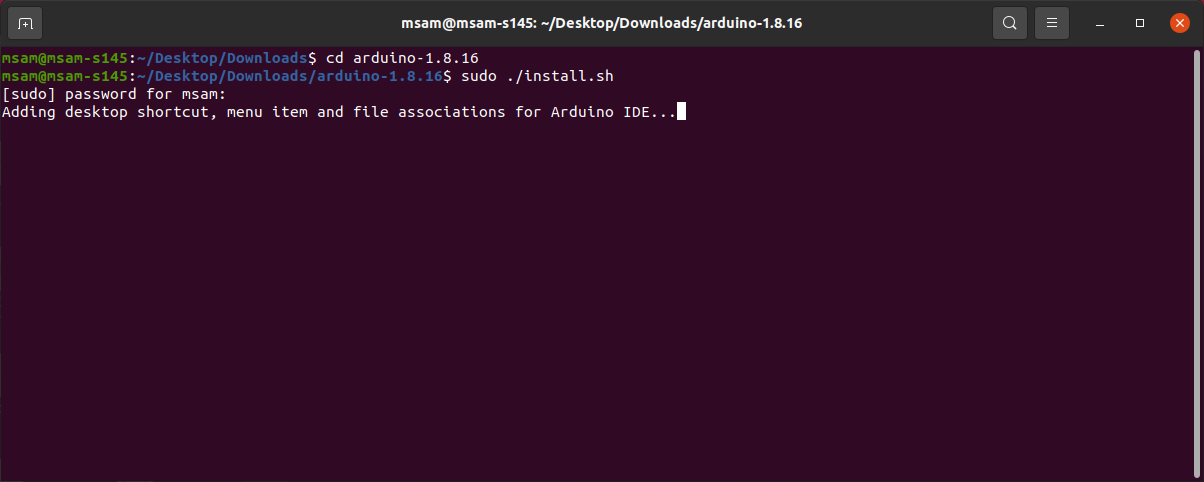 msam@msam-s145: ~/Desktop/Downloads/arduino-1.8.16
msam@msam-s145:~/Desktop/Downloads$ cd arduino-1.8.16
msam@msam-s145:~/Desktop/Downloads/arduino-1.8.16$ sudo ./install.sh
[sudo] password for msam:
Adding desktop shortcut, menu item and file associations for Arduino IDE...